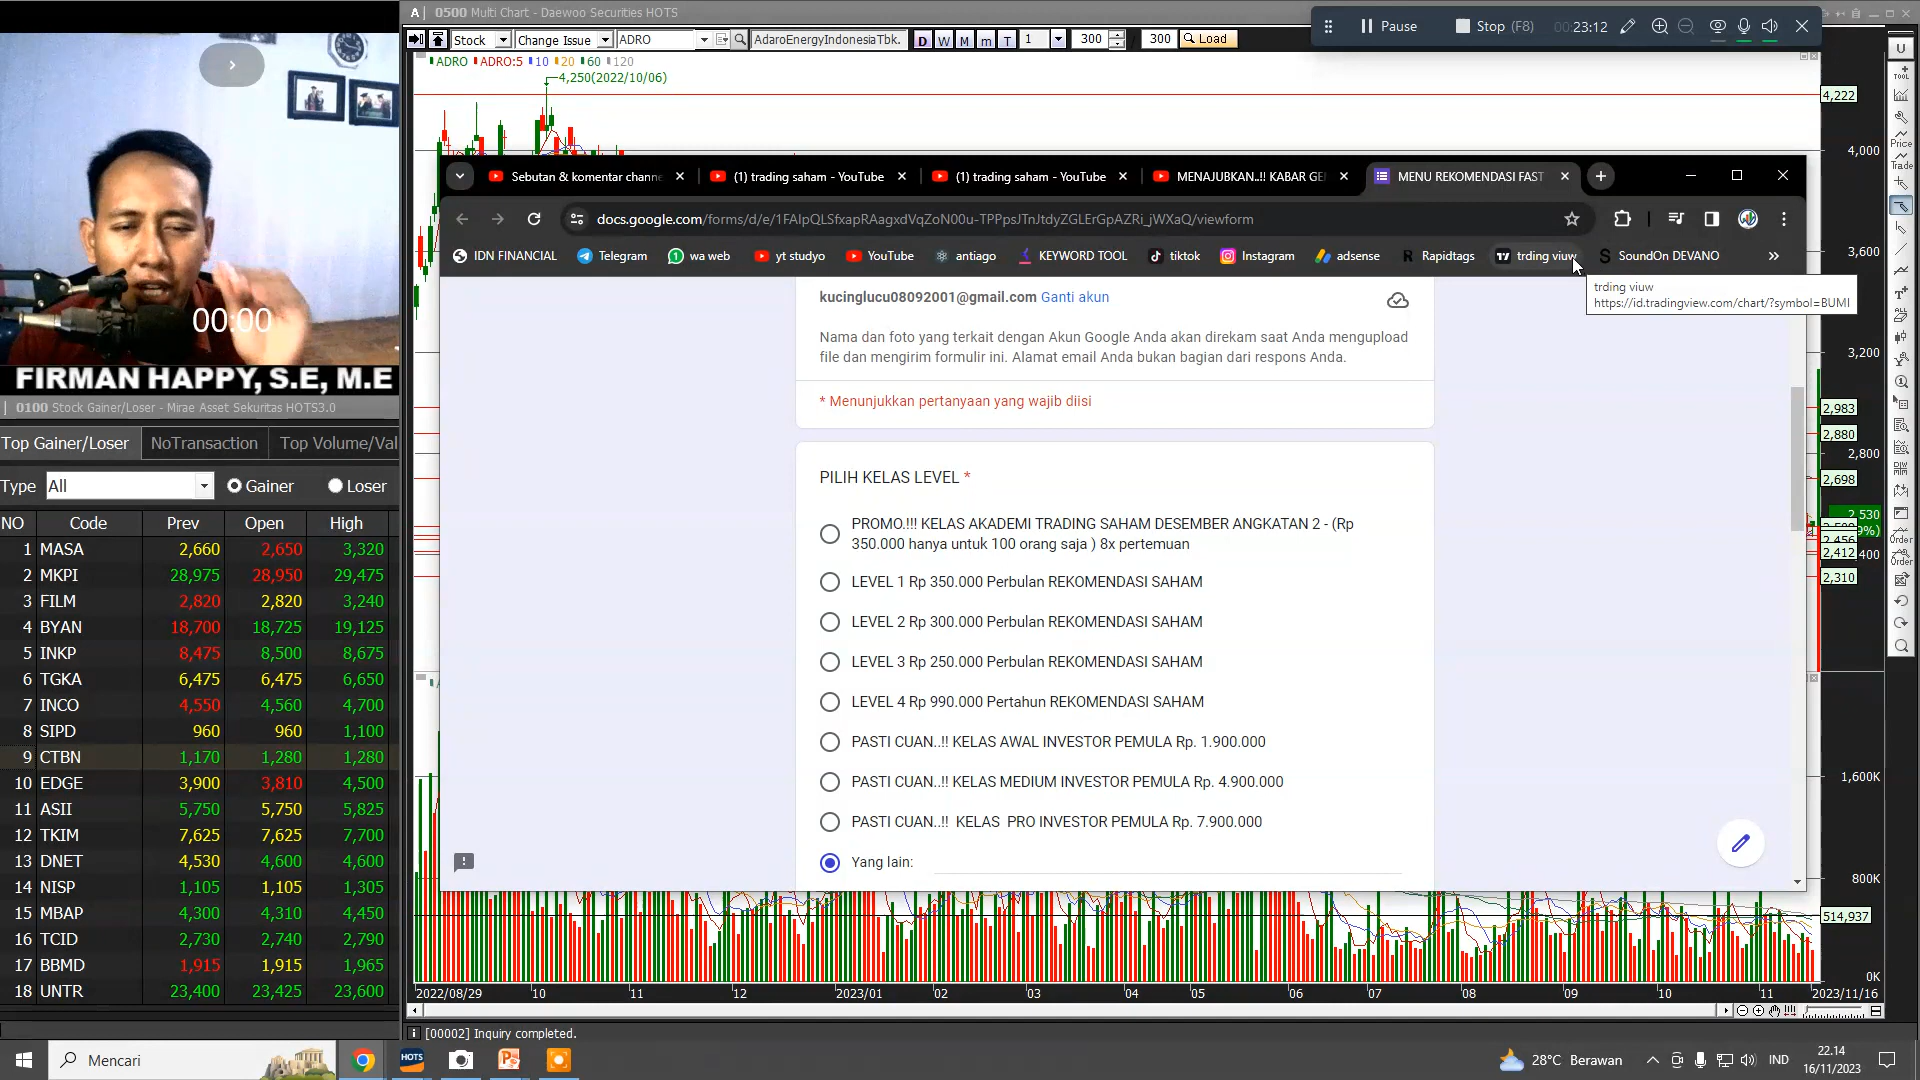 A | 0500 Multi Chart - Daewoo Securities HOTS
Pause
Stop (F8)
00:23:12
Stock
Change Issue
ADRO
AdaroEnergyIndonesiaTbk.
D W M m T 1
300
300
Load
ADRO ADRO:5 10 20 60 120
4,250(2022/10/06)
4,222
4,000
3,600
3,200
2,983
2,880
2,800
2,698
2,530
2,456
2,412
2,310
1,600K
800K
514,937
0K
00:00
FIRMAN HAPPY, S.E, M.E
0100 Stock Gainer/Loser - Mirae Asset Sekuritas HOTS3.0
Top Gainer/Loser
NoTransaction
Top Volume/Val
Type
All
Gainer
Loser
NO Code Prev Open High
1 MASA 2,660 2,650 3,320
2 MKPI 28,975 28,950 29,475
3 FILM 2,820 2,820 3,240
4 BYAN 18,700 18,725 19,125
5 INKP 8,475 8,500 8,675
6 TGKA 6,475 6,475 6,650
7 INCO 4,550 4,560 4,700
8 SIPD 960 960 1,100
9 CTBN 1,170 1,280 1,280
10 EDGE 3,900 3,810 4,500
11 ASII 5,750 5,750 5,825
12 TKIM 7,625 7,625 7,700
13 DNET 4,530 4,600 4,600
14 NISP 1,105 1,105 1,305
15 MBAP 4,300 4,310 4,450
16 TCID 2,730 2,740 2,790
17 BBMD 1,915 1,915 1,965
18 UNTR 23,400 23,425 23,600
Sebutan & komentar channe
(1) trading saham - YouTube
(1) trading saham - YouTube
MENAJUBKAN..!! KABAR GE
MENU REKOMENDASI FAST
docs.google.com/forms/d/e/1FAIpQLSfxapRAagxdVqZoN00u-TPPpsJTnJtdyZGLErGpAZRi_jWXaQ/viewform
IDN FINANCIAL
Telegram
wa web
yt studyo
YouTube
antiago
KEYWORD TOOL
tiktok
Instagram
adsense
Rapidtags
trding viuw
SoundOn DEVANO
trding viuw
https://id.tradingview.com/chart/?symbol=BUMI
kucinglucu08092001@gmail.com Ganti akun
Nama dan foto yang terkait dengan Akun Google Anda akan direkam saat Anda mengupload
file dan mengirim formulir ini. Alamat email Anda bukan bagian dari respons Anda.
* Menunjukkan pertanyaan yang wajib diisi
PILIH KELAS LEVEL *
PROMO.!!! KELAS AKADEMI TRADING SAHAM DESEMBER ANGKATAN 2 - (Rp
350.000 hanya untuk 100 orang saja ) 8x pertemuan
LEVEL 1 Rp 350.000 Perbulan REKOMENDASI SAHAM
LEVEL 2 Rp 300.000 Perbulan REKOMENDASI SAHAM
LEVEL 3 Rp 250.000 Perbulan REKOMENDASI SAHAM
LEVEL 4 Rp 990.000 Pertahun REKOMENDASI SAHAM
PASTI CUAN..!! KELAS AWAL INVESTOR PEMULA Rp. 1.900.000
PASTI CUAN..!! KELAS MEDIUM INVESTOR PEMULA Rp. 4.900.000
PASTI CUAN..!! KELAS PRO INVESTOR PEMULA Rp. 7.900.000
Yang lain:
U
TOOL
Price
Trade
Order
Order
2022/08/29 10 11 12 2023/01 02 03 04 05 06 07 08 09 10 11 2023/11/16
[00002] Inquiry completed.
Mencari
HOTS
28°C Berawan
IND
22.14
16/11/2023